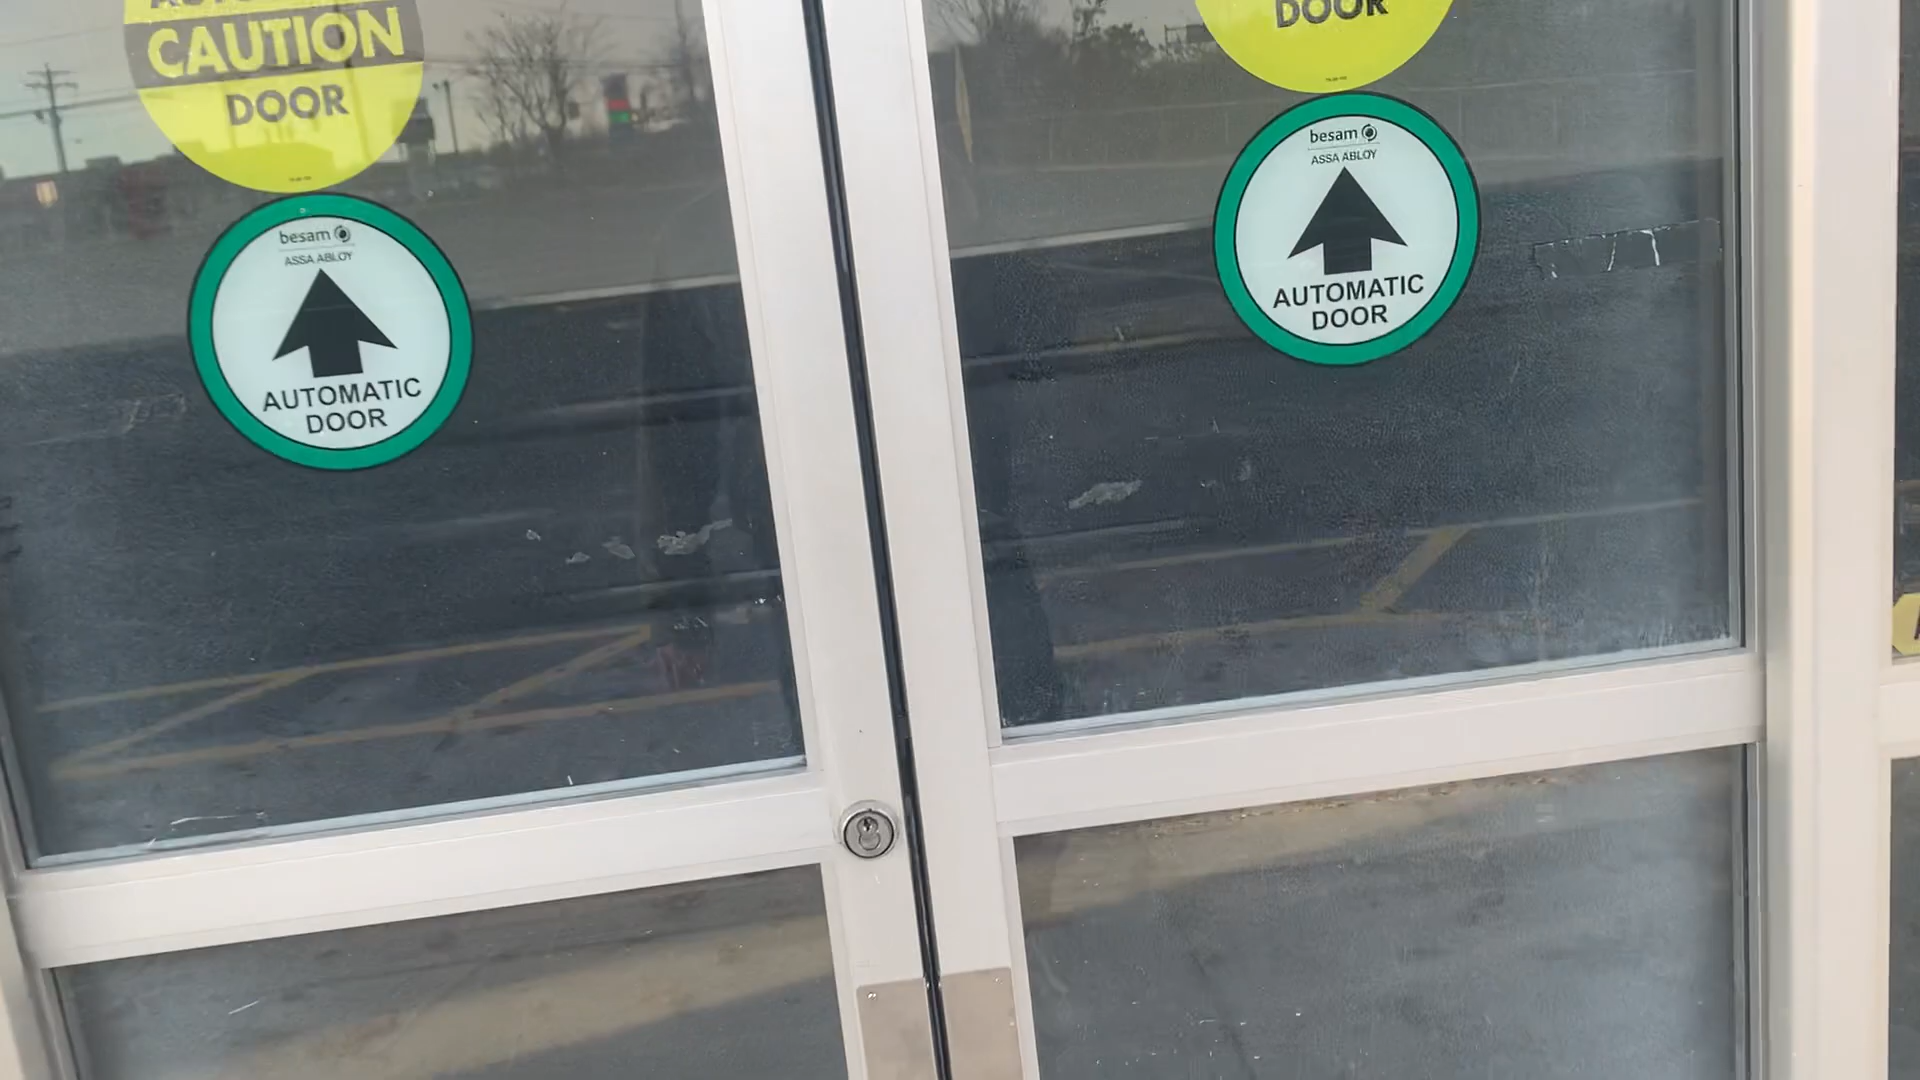 CAUTION
DOOR
besam
ASSA ABLOY
AUTOMATIC
DOOR
DOOR
besam
ASSA ABLOY
AUTOMATIC
DOOR